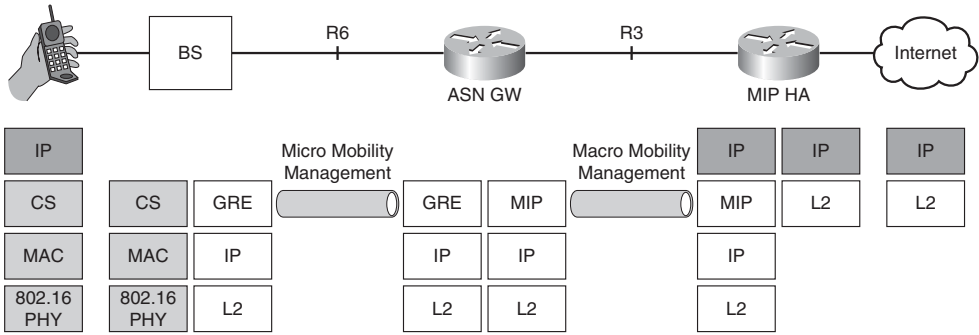 BS
R6
R3
Internet
ASN GW
MIP HA
IP
Micro Mobility
Management
Macro Mobility
Management
IP
IP
IP
CS
CS
GRE
GRE
MIP
MIP
L2
L2
MAC
MAC
IP
IP
IP
IP
802.16
PHY
802.16
PHY
L2
L2
L2
L2